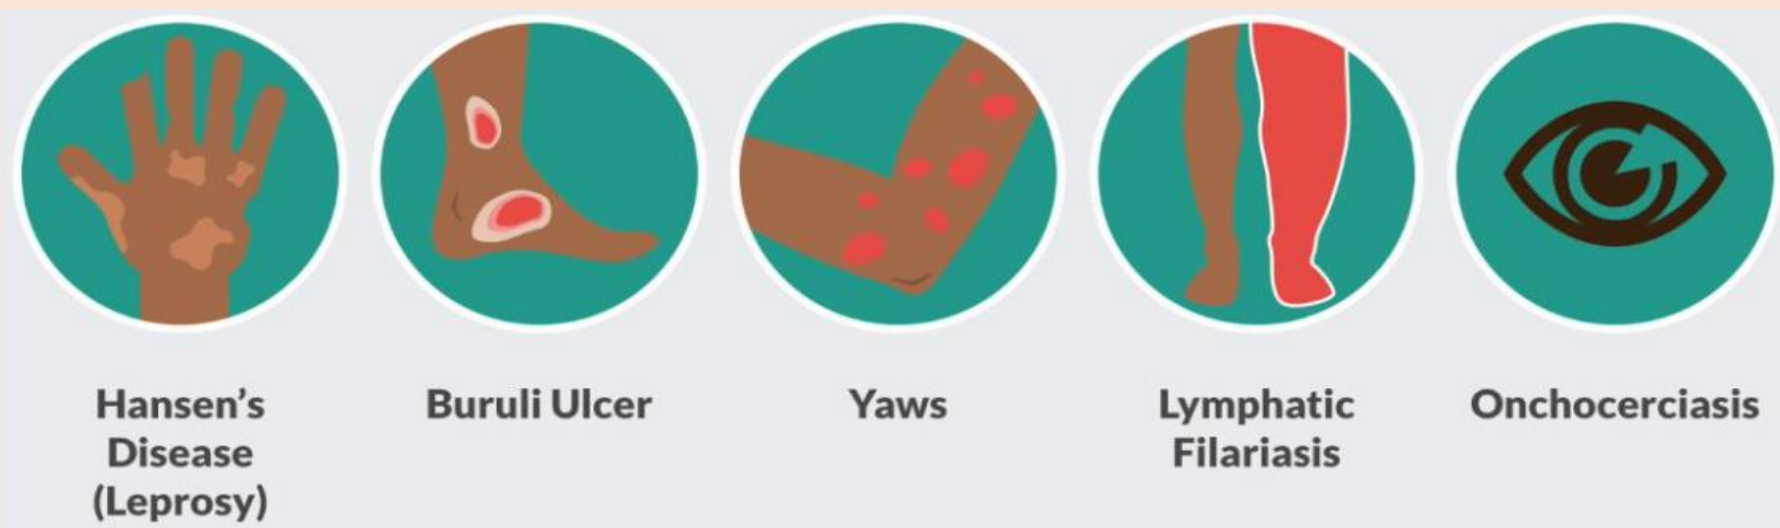 Hansen's
Disease
(Leprosy)
Buruli Ulcer
Yaws
Lymphatic
Filariasis
Onchocerciasis